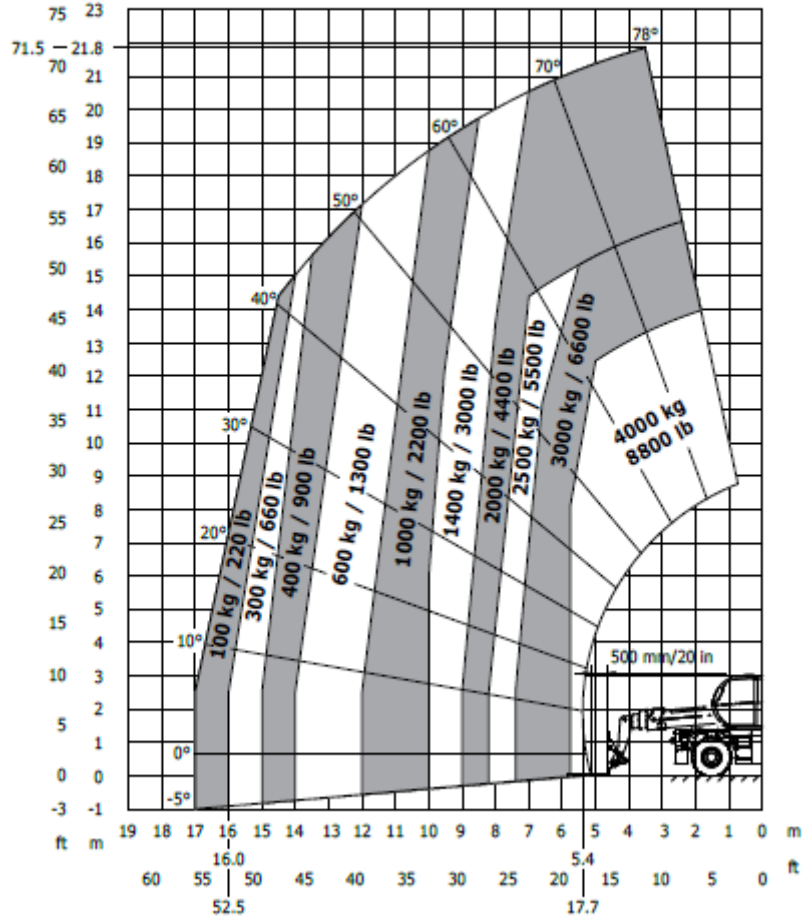 75 23
71.5 21.8
70 21
20
65
19
60 18
17
55
16
50 15
14
45
13
40 12
11
35
10
30 9
8
25
7
20 6
5
15
4
10 3
2
5
1
0 0
-3 -1
ft m
78°
70°
60°
50°
40°
30°
20°
10°
0°
-5°
100 kg / 220 lb
300 kg / 660 lb
400 kg / 900 lb
600 kg / 1300 lb
1000 kg / 2200 lb
1400 kg / 3000 lb
2000 kg / 4400 lb
2500 kg / 5500 lb
3000 kg / 6600 lb
4000 kg
8800 lb
500 mm/20 in
19 18 17 16 15 14 13 12 11 10 9 8 7 6 5 4 3 2 1 0 m
16.0 5.4
60 55 50 45 40 35 30 25 20 15 10 5 0 ft
52.5 17.7